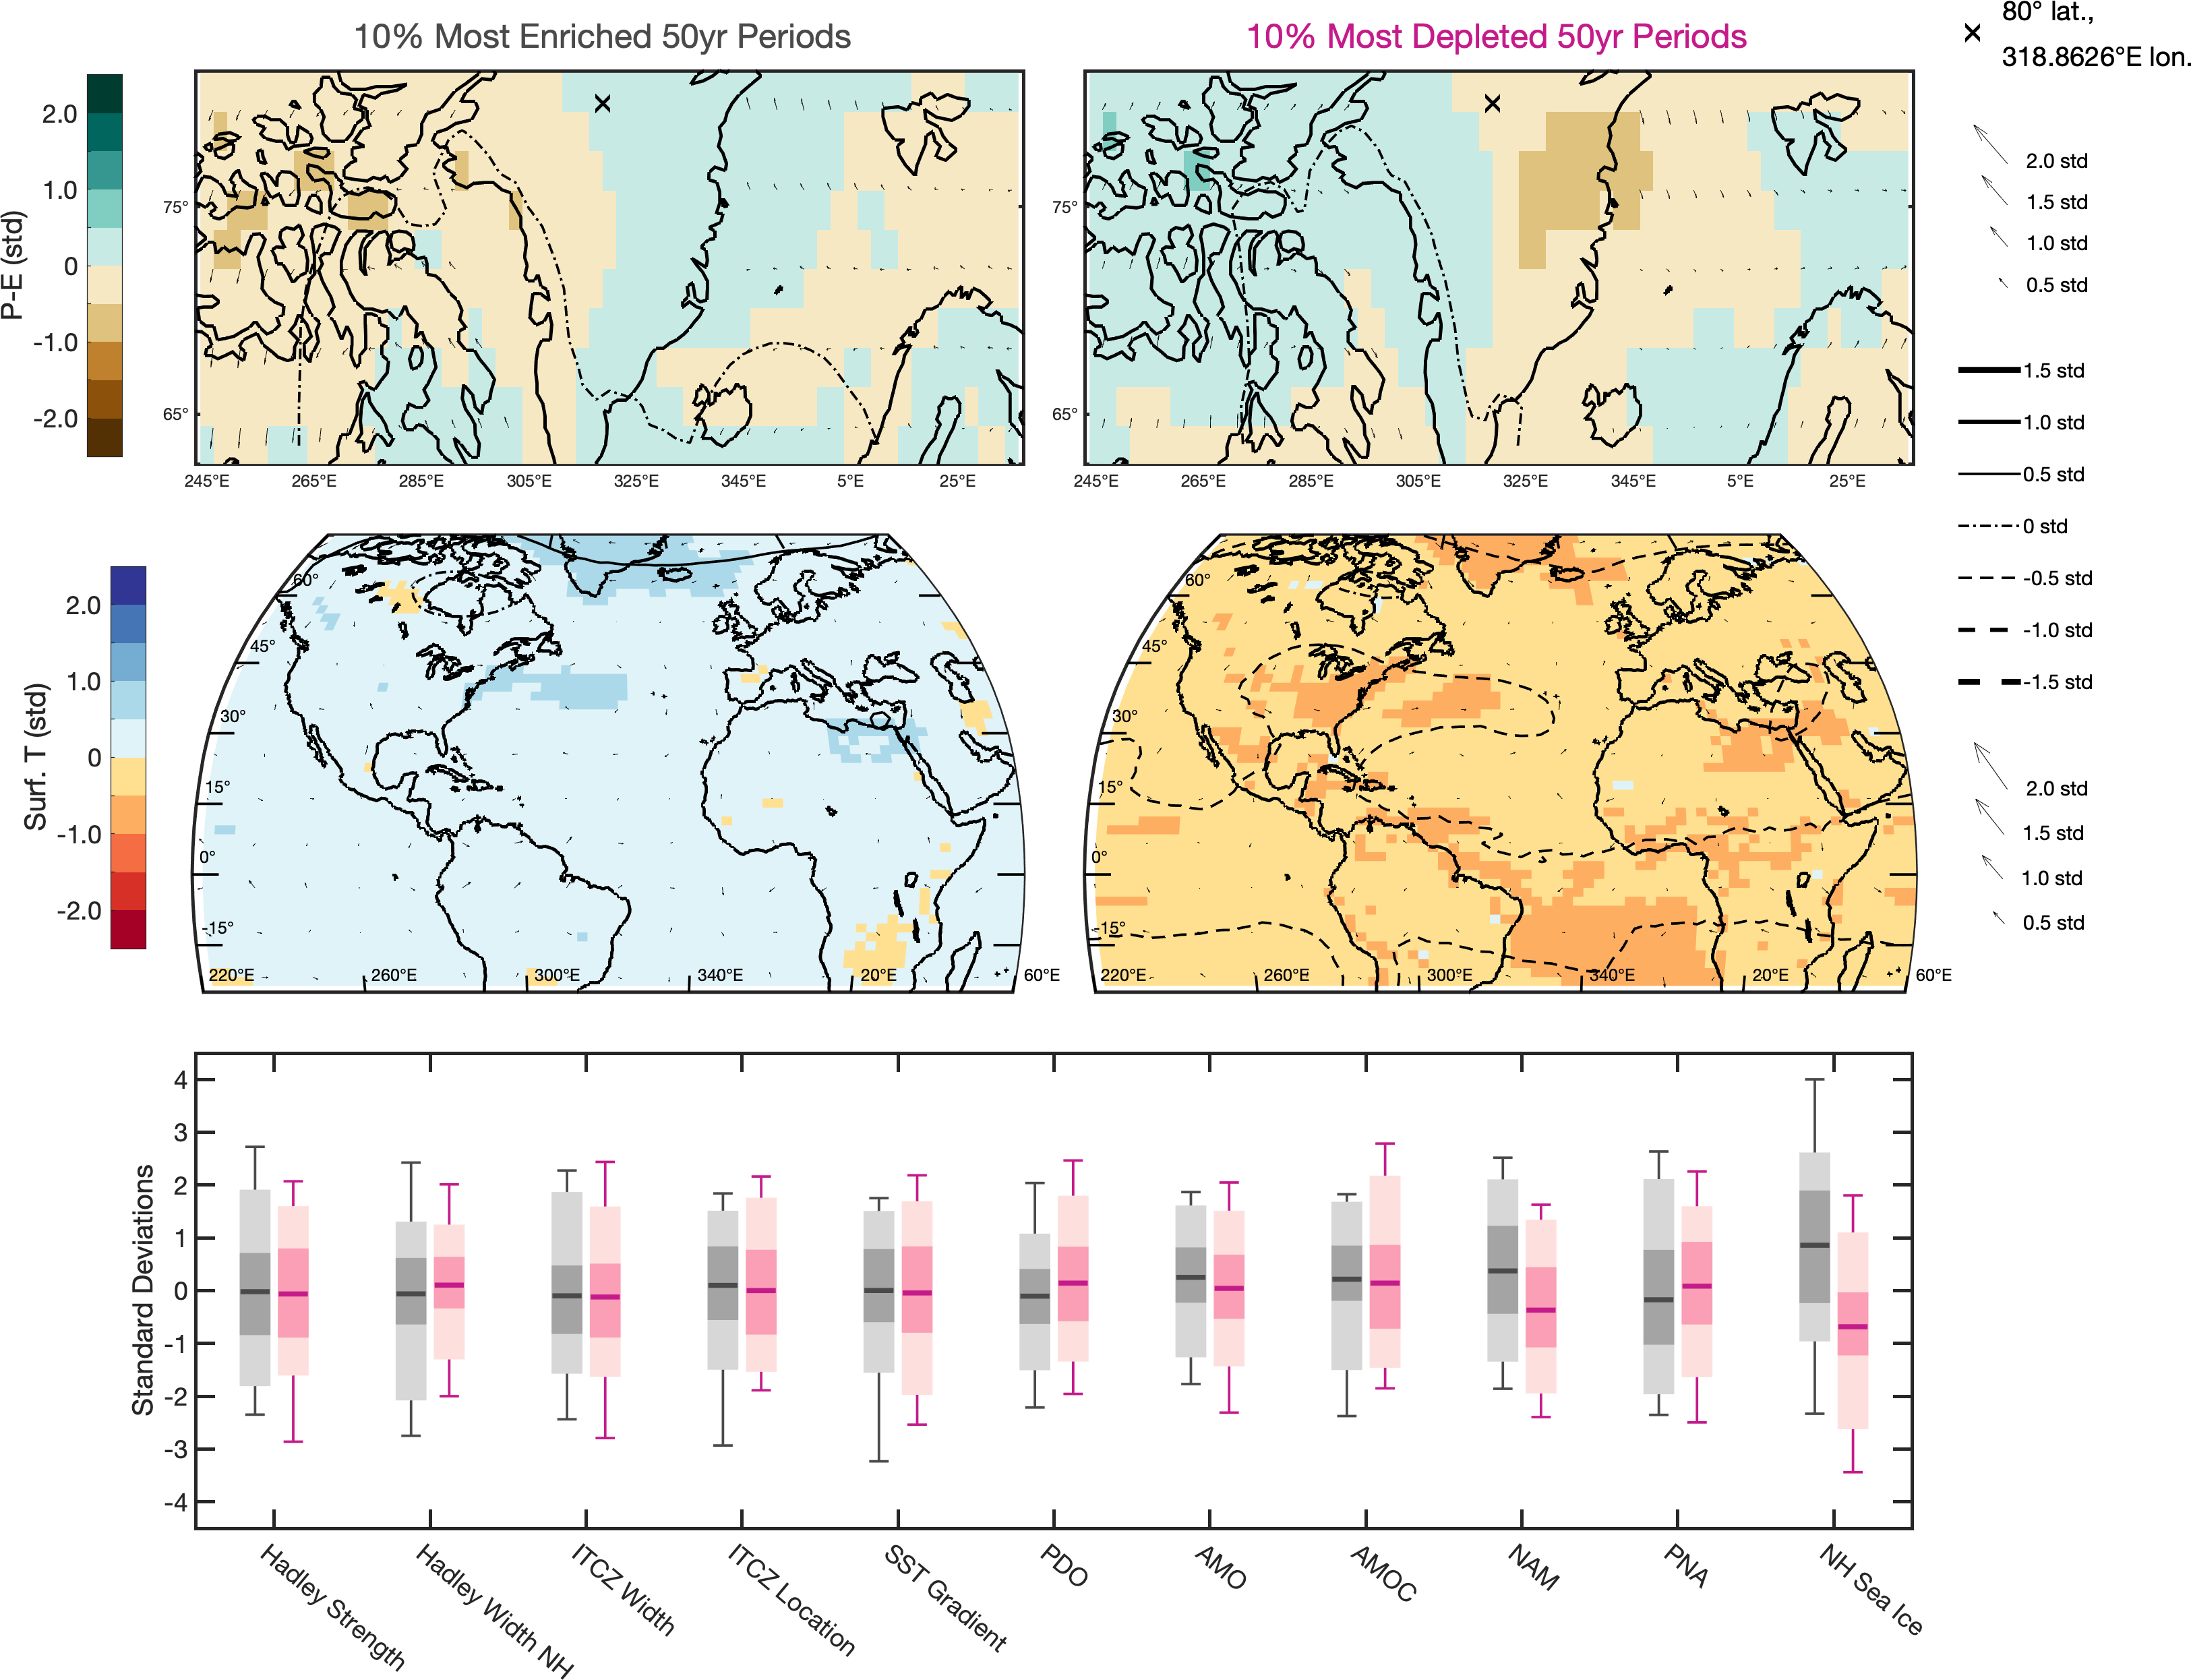 10% Most Enriched 50yr Periods
10% Most Depleted 50yr Periods
80° lat.,
318.8626°E lon.
P-E (std)
2.0
1.0
0
-1.0
-2.0
75°
65°
245°E 265°E 285°E 305°E 325°E 345°E 5°E 25°E
75°
65°
245°E 265°E 285°E 305°E 325°E 345°E 5°E 25°E
2.0 std
1.5 std
1.0 std
0.5 std
1.5 std
1.0 std
0.5 std
0 std
-0.5 std
-1.0 std
-1.5 std
Surf. T (std)
2.0
1.0
0
-1.0
-2.0
60°
45°
30°
15°
0°
-15°
220°E 260°E 300°E 340°E 20°E 60°E
60°
45°
30°
15°
0°
-15°
220°E 260°E 300°E 340°E 20°E 60°E
2.0 std
1.5 std
1.0 std
0.5 std
Standard Deviations
4
3
2
1
0
-1
-2
-3
-4
Hadley Strength
Hadley Width NH
ITCZ Width
ITCZ Location
SST Gradient
PDO
AMO
AMOC
NAM
PNA
NH Sea Ice